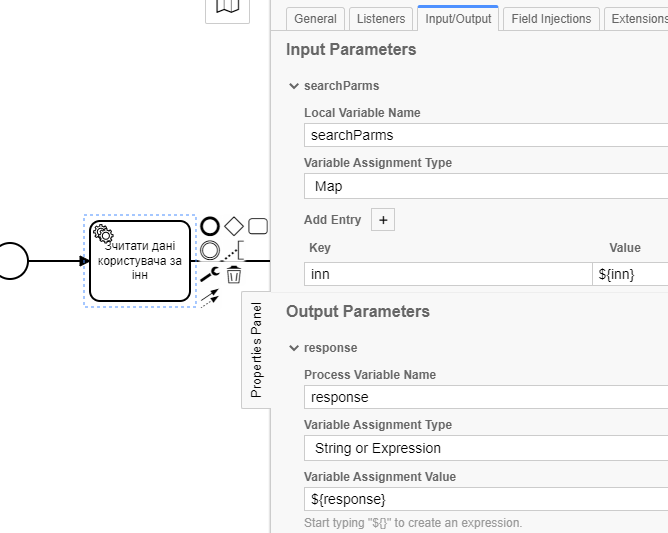 General Listeners Input/Output Field Injections Extensions
Input Parameters
searchParms
Local Variable Name
searchParms
Variable Assignment Type
Map
Add Entry +
Key Value
inn ${inn}
Зчитати дані
користувача за
інн
Properties Panel
Output Parameters
response
Process Variable Name
response
Variable Assignment Type
String or Expression
Variable Assignment Value
${response}
Start typing "${}" to create an expression.